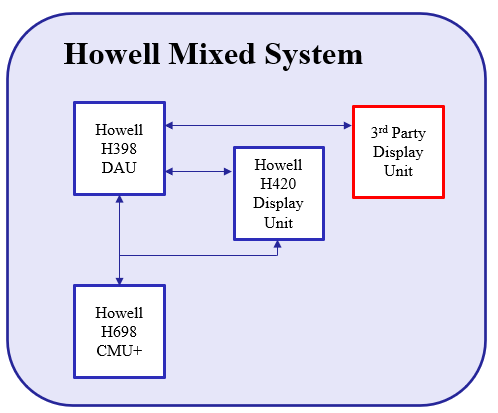 Howell Mixed System
Howell
H398
DAU
3rd Party
Display
Unit
Howell
H420
Display
Unit
Howell
H698
CMU+